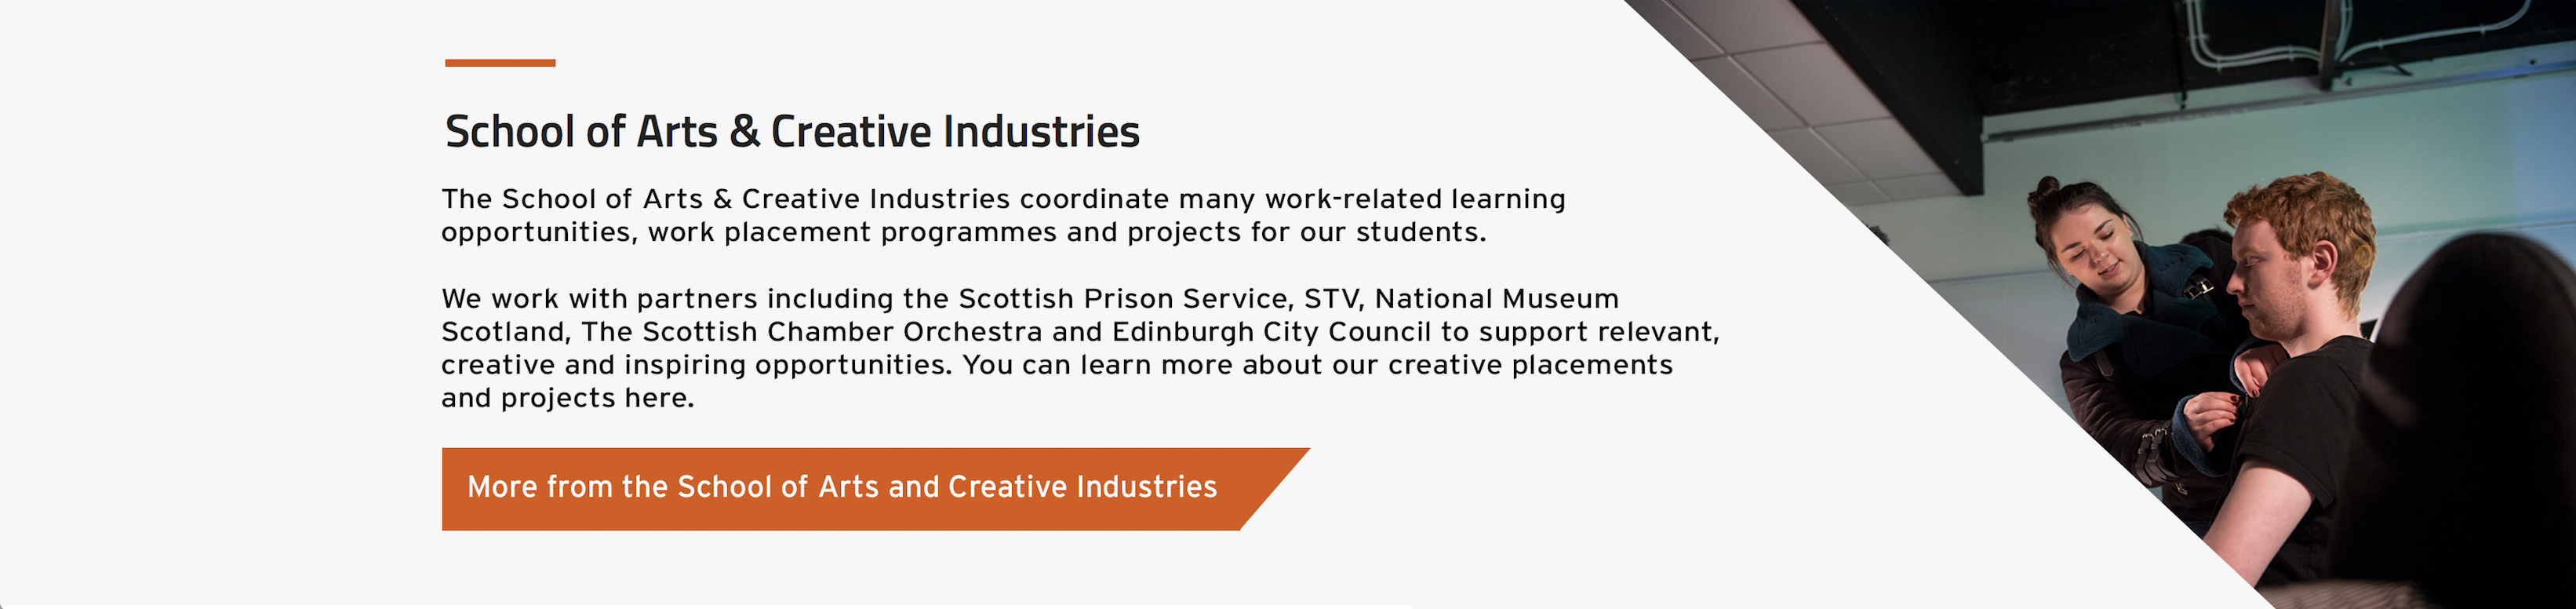 School of Arts & Creative Industries
The School of Arts & Creative Industries coordinate many work-related learning
opportunities, work placement programmes and projects for our students.
We work with partners including the Scottish Prison Service, STV, National Museum
Scotland, The Scottish Chamber Orchestra and Edinburgh City Council to support relevant,
creative and inspiring opportunities. You can learn more about our creative placements
and projects here.
More from the School of Arts and Creative Industries